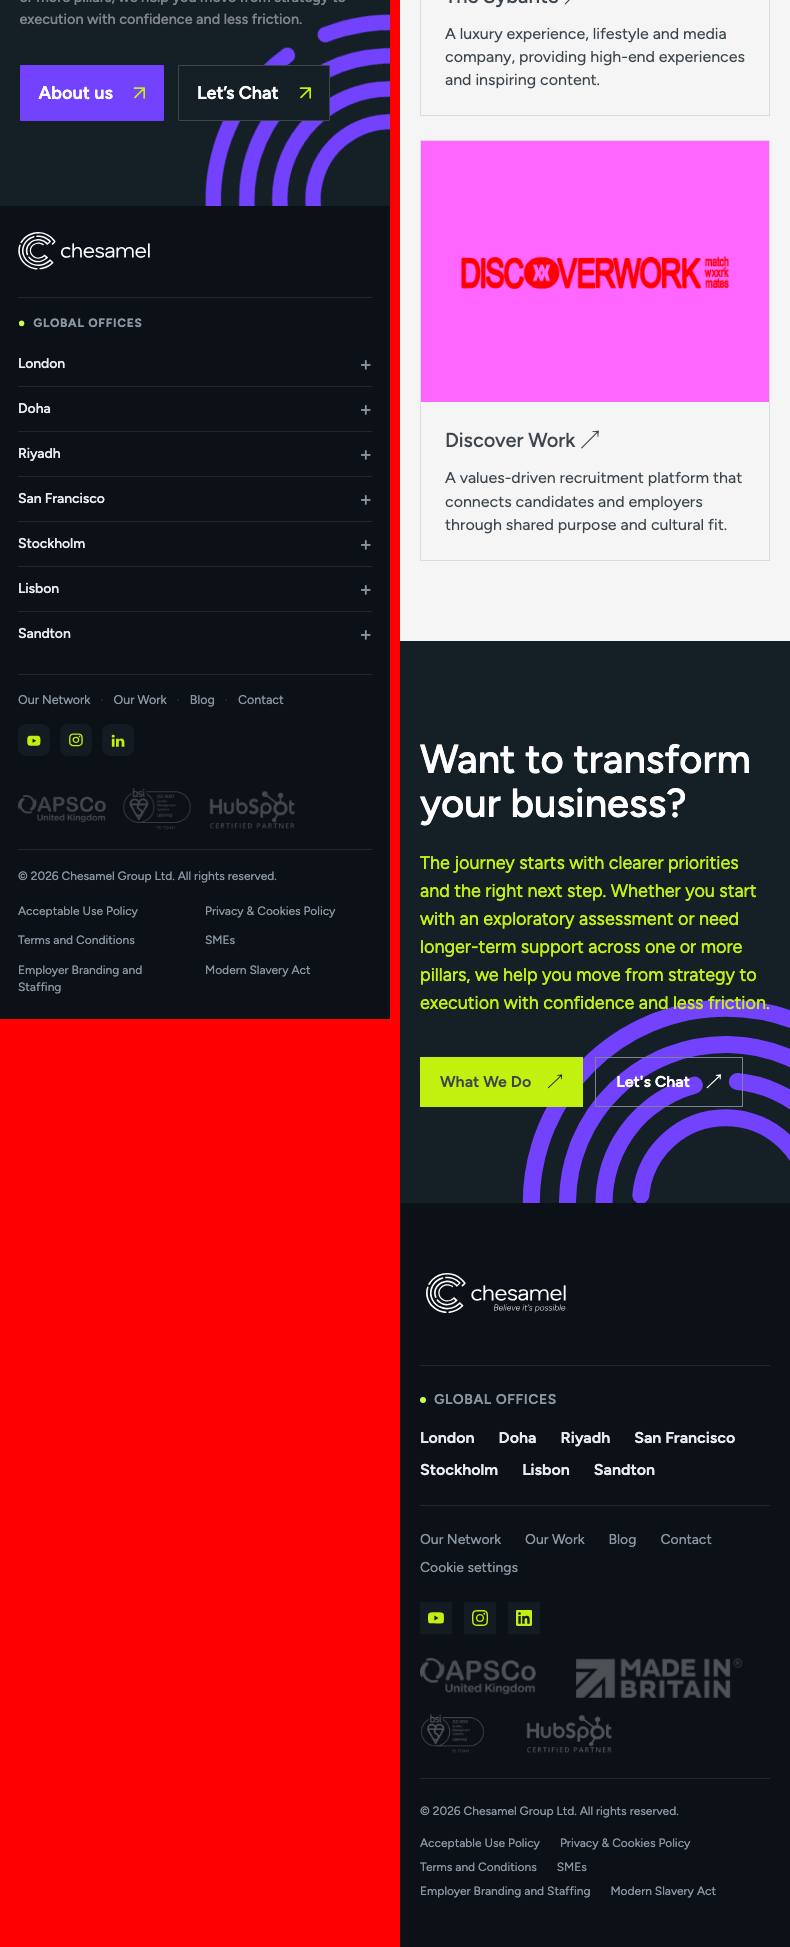 execution with confidence and less friction.
About us
Let's Chat
chesamel
GLOBAL OFFICES
London
Doha
Riyadh
San Francisco
Stockholm
Lisbon
Sandton
Our Network · Our Work · Blog · Contact
APSCo
United Kingdom
bsi
HubSpot
CERTIFIED PARTNER
© 2026 Chesamel Group Ltd. All rights reserved.
Acceptable Use Policy
Privacy & Cookies Policy
Terms and Conditions
SMEs
Employer Branding and
Staffing
Modern Slavery Act
A luxury experience, lifestyle and media
company, providing high-end experiences
and inspiring content.
DISCOVERWORK
match
wxxrk
mates
Discover Work
A values-driven recruitment platform that
connects candidates and employers
through shared purpose and cultural fit.
Want to transform
your business?
The journey starts with clearer priorities
and the right next step. Whether you start
with an exploratory assessment or need
longer-term support across one or more
pillars, we help you move from strategy to
execution with confidence and less friction.
What We Do
Let's Chat
chesamel
Believe it's possible
GLOBAL OFFICES
London Doha Riyadh San Francisco
Stockholm Lisbon Sandton
Our Network Our Work Blog Contact
Cookie settings
APSCo
United Kingdom
MADE IN
BRITAIN®
bsi
HubSpot
CERTIFIED PARTNER
© 2026 Chesamel Group Ltd. All rights reserved.
Acceptable Use Policy Privacy & Cookies Policy
Terms and Conditions SMEs
Employer Branding and Staffing Modern Slavery Act